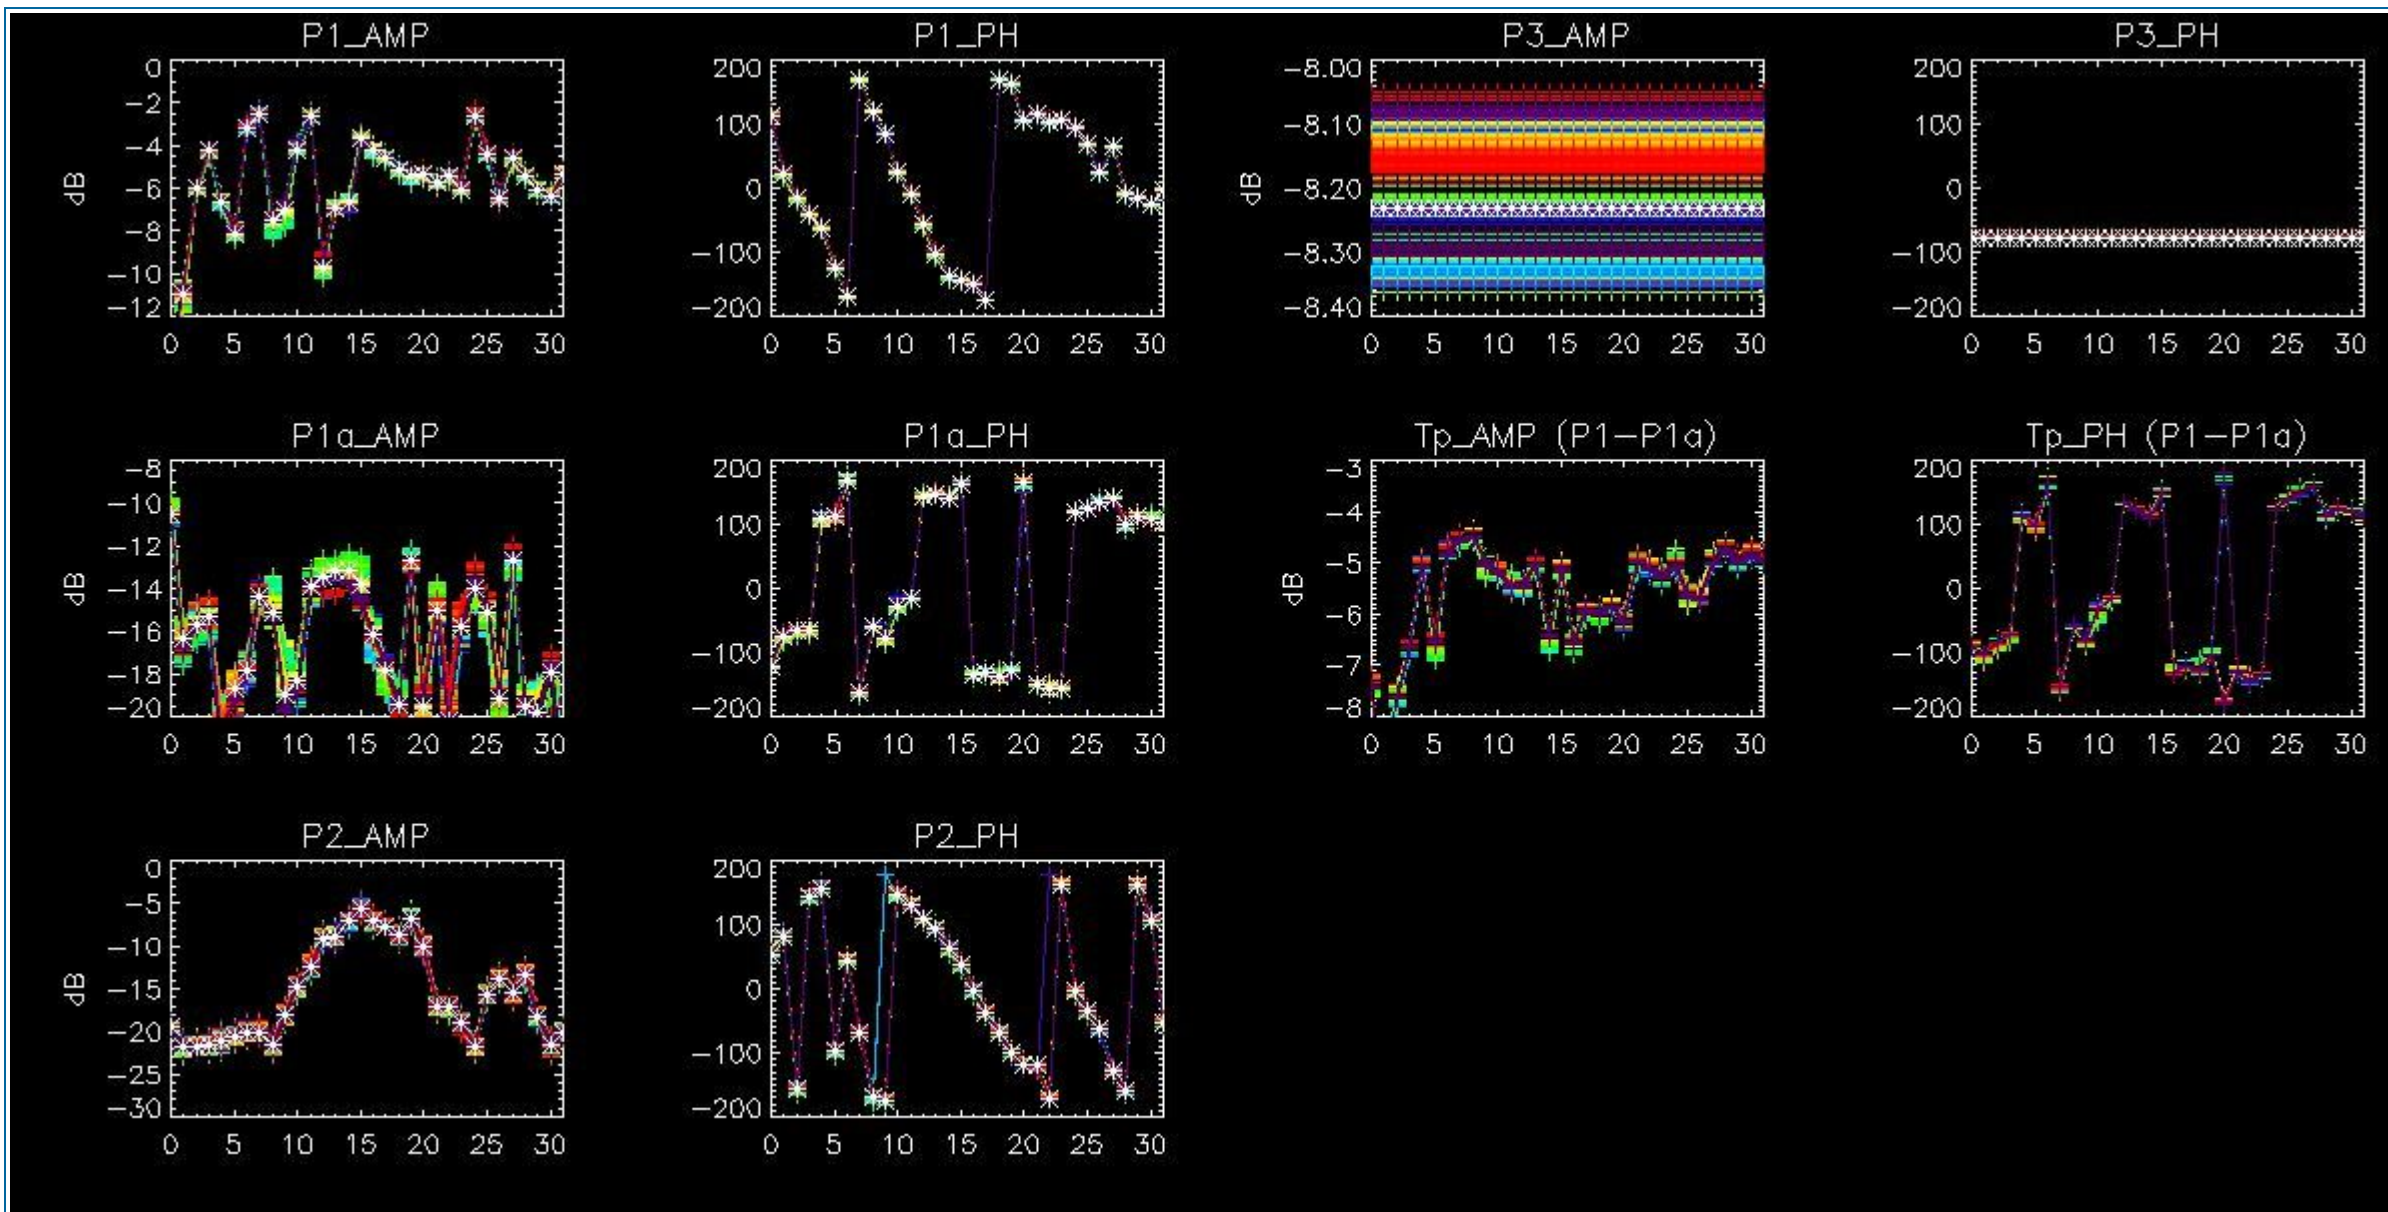 P1_AMP
0
−2
−4
−6
−8
−10
−12
dB
0 5 10 15 20 25 30
P1_PH
200
100
0
−100
−200
0 5 10 15 20 25 30
P3_AMP
−8.00
−8.10
−8.20
−8.30
−8.40
dB
0 5 10 15 20 25 30
P3_PH
200
100
0
−100
−200
0 5 10 15 20 25 30
P1a_AMP
−8
−10
−12
−14
−16
−18
−20
dB
0 5 10 15 20 25 30
P1a_PH
200
100
0
−100
−200
0 5 10 15 20 25 30
Tp_AMP (P1−P1a)
−3
−4
−5
−6
−7
−8
dB
0 5 10 15 20 25 30
Tp_PH (P1−P1a)
200
100
0
−100
−200
0 5 10 15 20 25 30
P2_AMP
0
−5
−10
−15
−20
−25
−30
dB
0 5 10 15 20 25 30
P2_PH
200
100
0
−100
−200
0 5 10 15 20 25 30